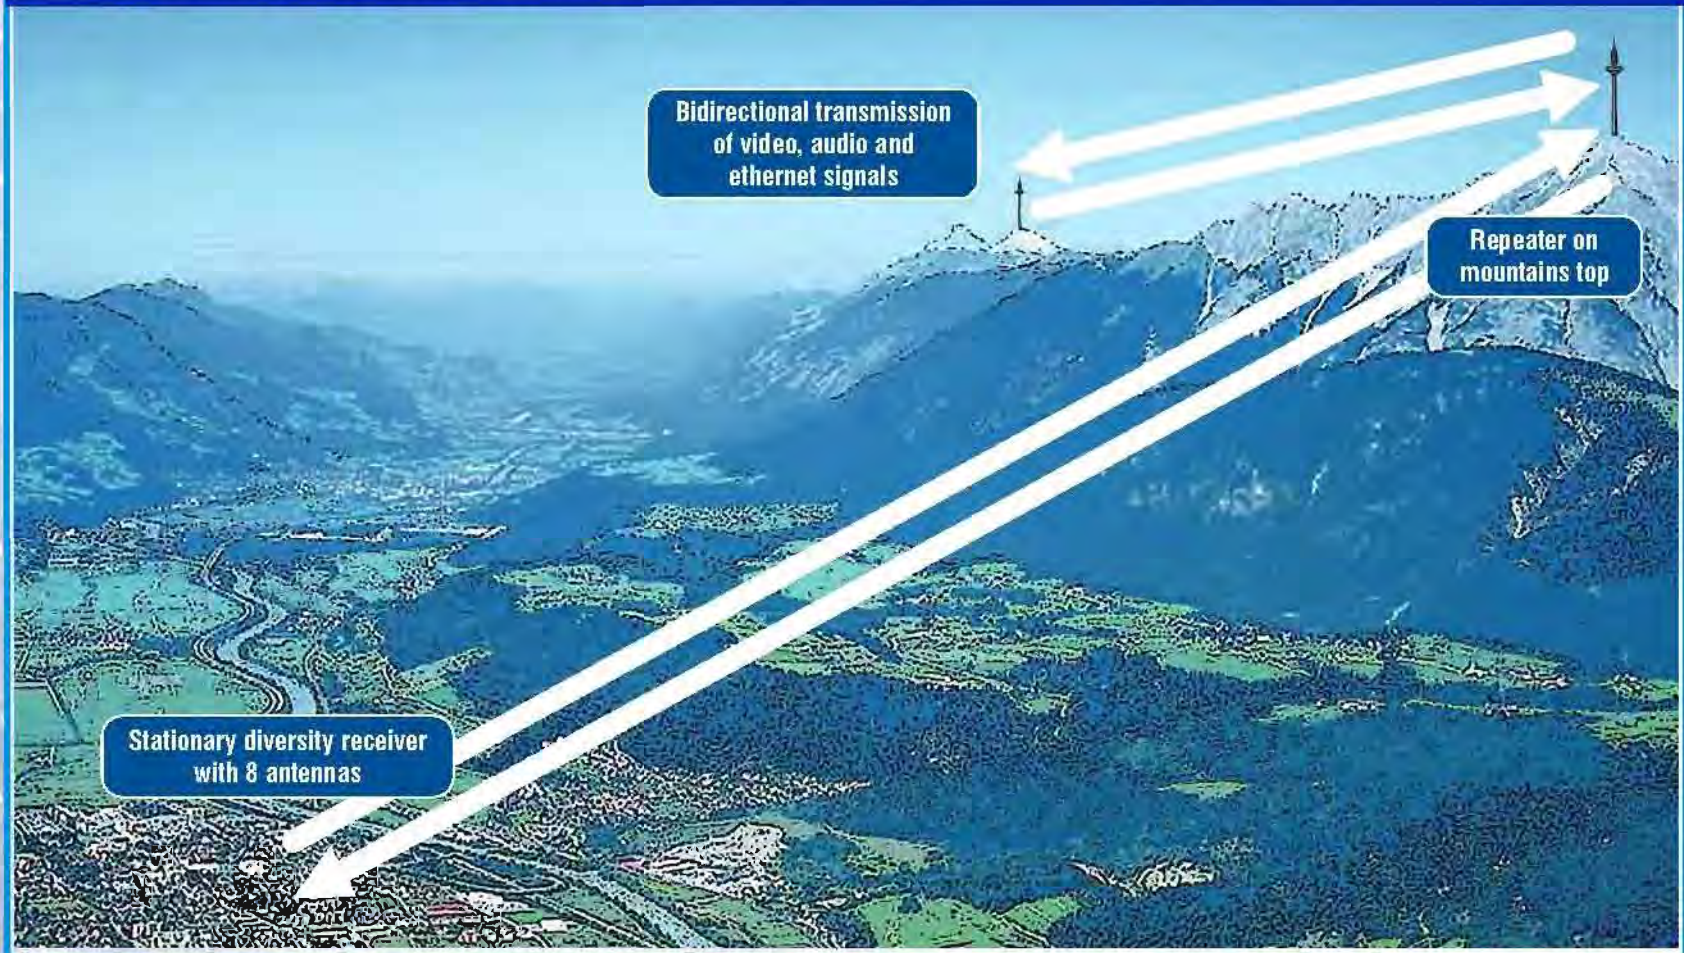 Bidirectional transmission
of video, audio and
ethernet signals
Repeater on
mountains top
Stationary diversity receiver
with 8 antennas